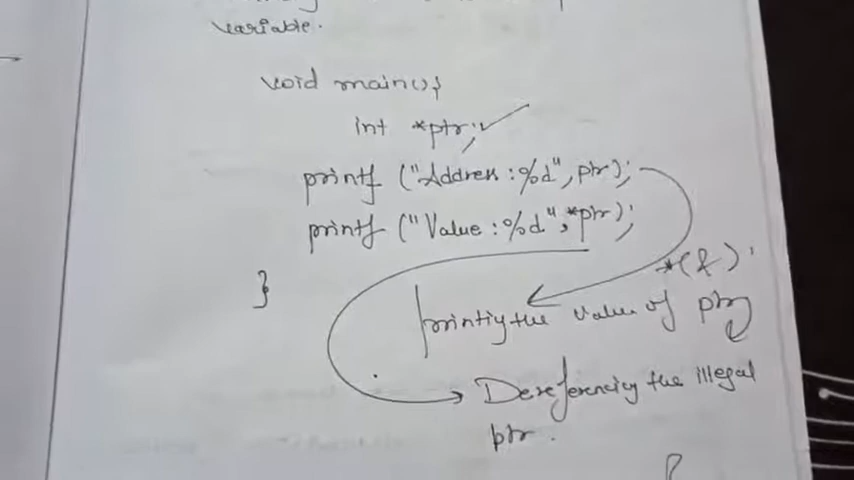 variable.
void main(){
int *ptr;
printf ("Address :%d", ptr);
printf ("Value :%d", *ptr);
*(&)
}
printing the value of ptr
Dereferencing the illegal
ptr.